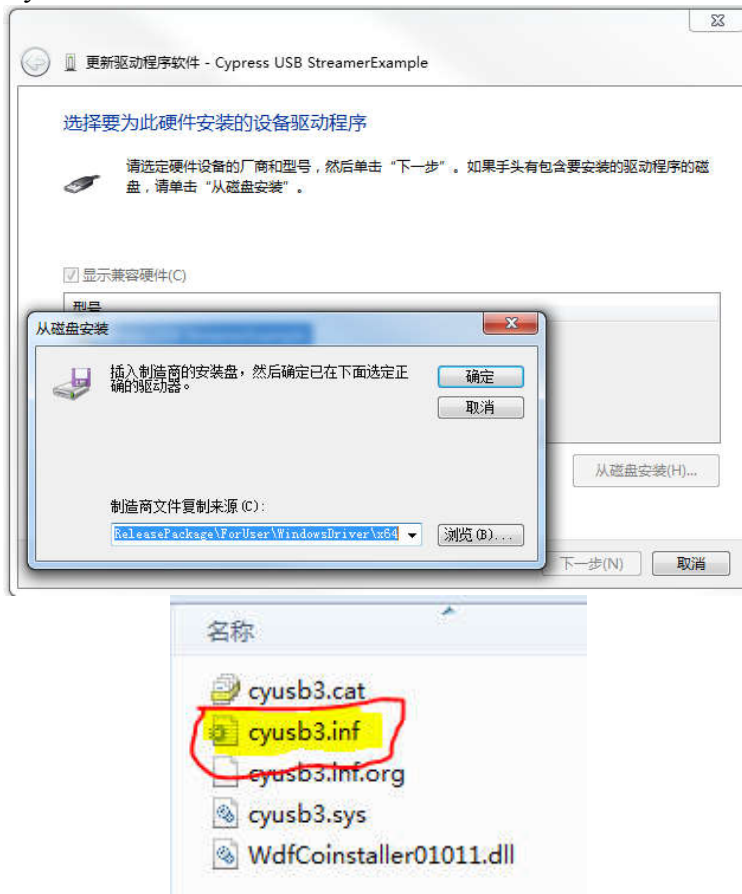 更新驱动程序软件 - Cypress USB StreamerExample
选择要为此硬件安装的设备驱动程序
请选定硬件设备的厂商和型号，然后单击“下一步”。如果手头有包含要安装的驱动程序的磁
盘，请单击“从磁盘安装”。
显示兼容硬件(C)
型号
从磁盘安装
插入制造商的安装盘，然后确定已在下面选定正
确的驱动器。
确定
取消
从磁盘安装(H)...
制造商文件复制来源(C):
ReleasePackage\ForUser\WindowsDriver\x64
浏览(B)...
下一步(N)
取消
名称
cyusb3.cat
cyusb3.inf
cyusb3.inf.org
cyusb3.sys
WdfCoinstaller01011.dll